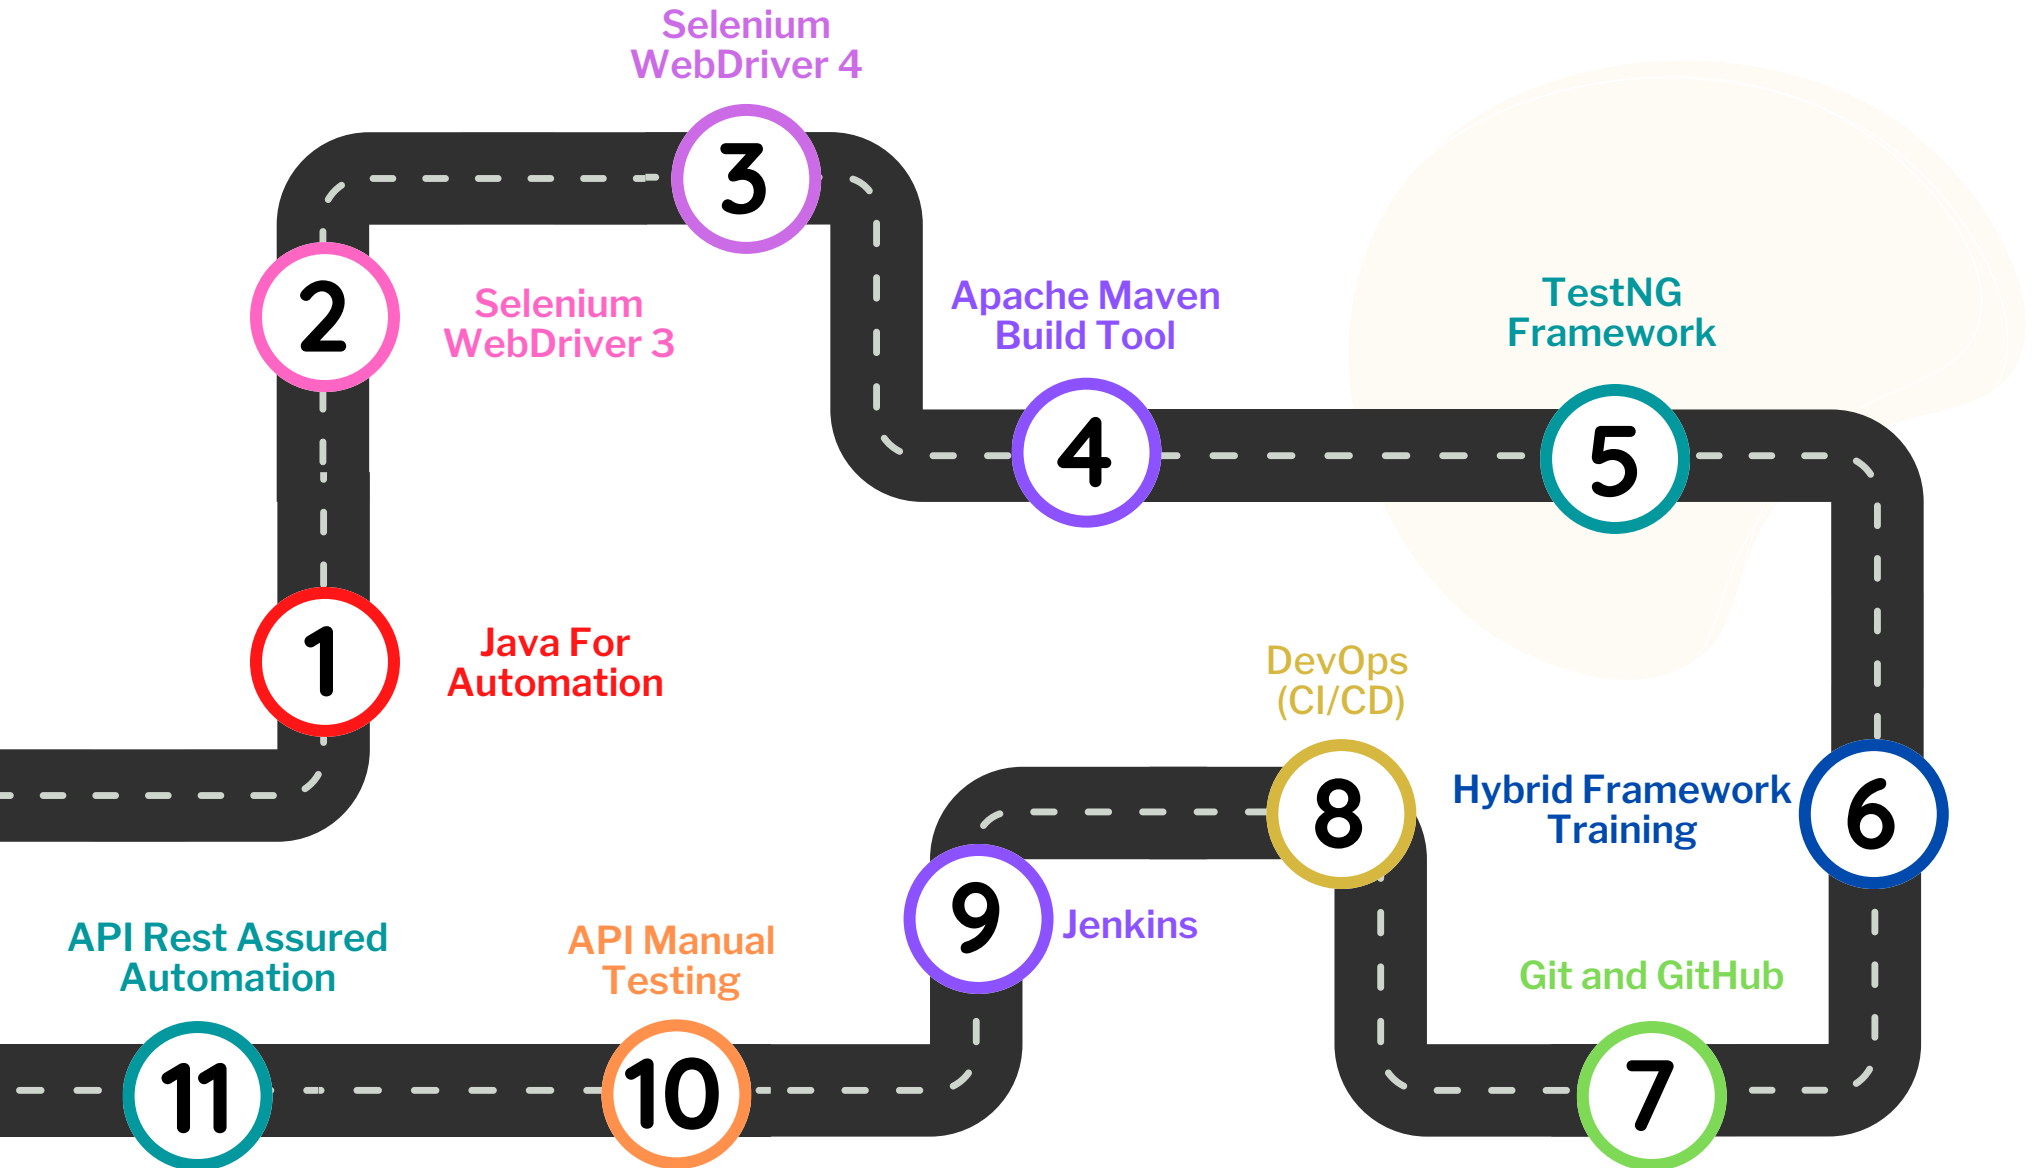 Selenium
WebDriver 3
2
Selenium
WebDriver 4
3
Apache Maven
Build Tool
4
TestNG
Framework
5
1
Java For
Automation
DevOps
(CI/CD)
8
Hybrid Framework
Training
6
9
Jenkins
Git and GitHub
7
API Manual
Testing
10
API Rest Assured
Automation
11